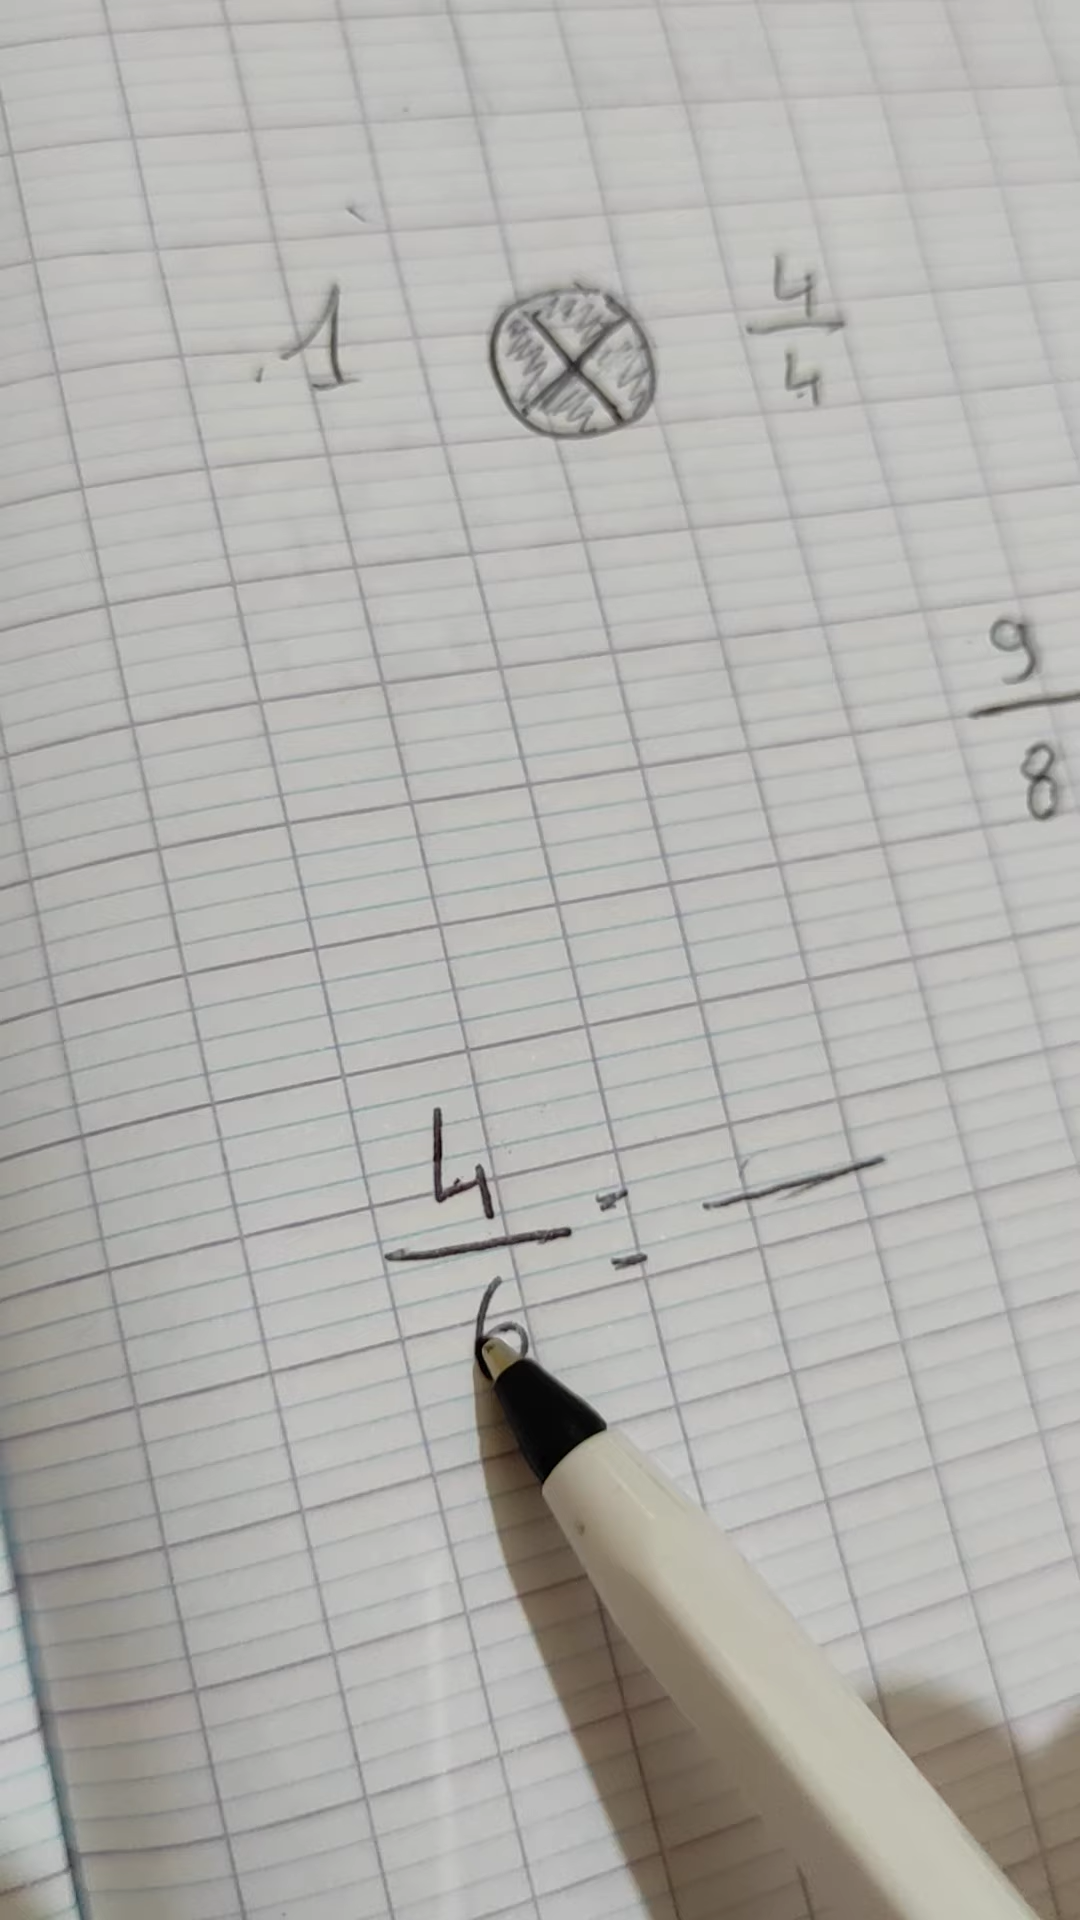 1 4/4
9/8
4/6 = —